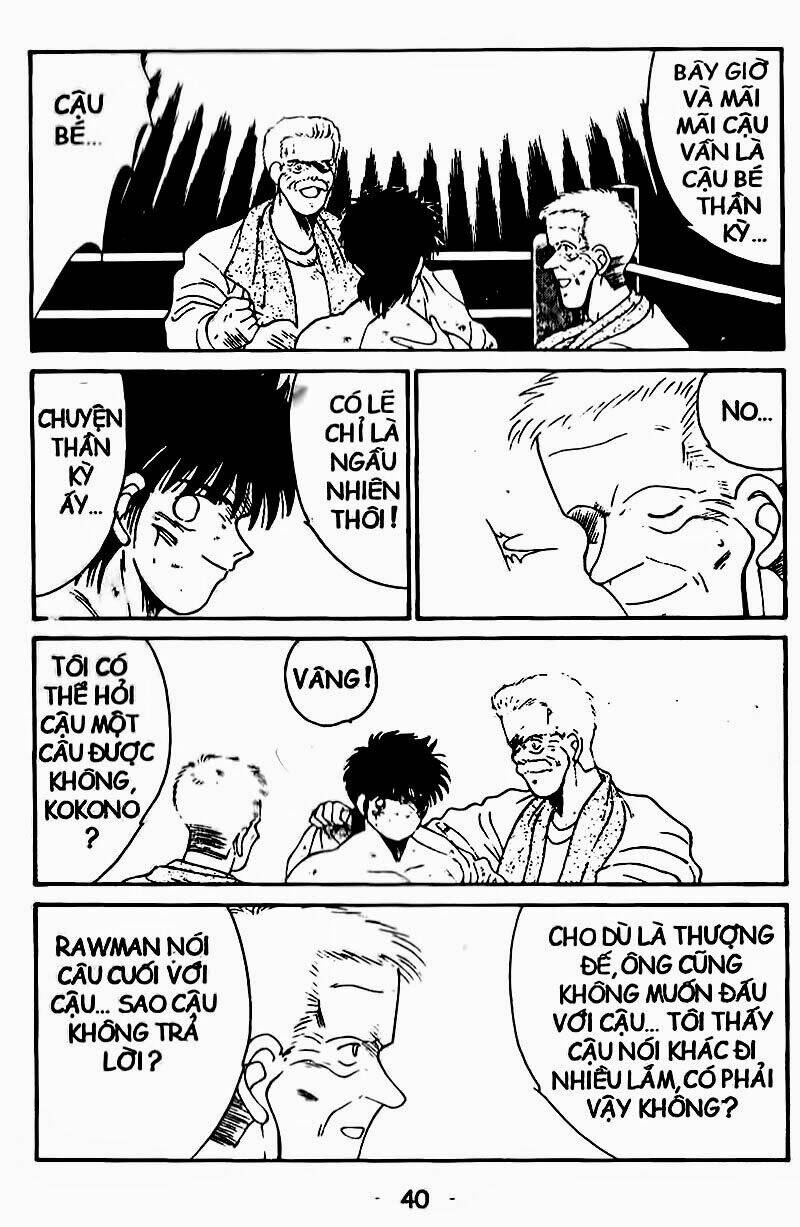 CẬU
BÉ...
BÂY GIỜ
VÀ MÃI
MÃI CẬU
VẪN LÀ
CẬU BÉ
THẦN
KỲ...
CHUYỆN
THẦN
KỲ
ẤY...
CÓ LẼ
CHỈ LÀ
NGẪU
NHIÊN
THÔI!
NO...
TÔI CÓ
THỂ HỎI
CẬU MỘT
CÂU ĐƯỢC
KHÔNG,
KOKONO
?
VÂNG!
RAWMAN NÓI
CÂU CUỐI VỚI
CẬU... SAO CẬU
KHÔNG TRẢ
LỜI?
CHO DÙ LÀ THƯỢNG
ĐẾ, ÔNG CŨNG
KHÔNG MUỐN ĐẤU
VỚI CẬU... TÔI THẤY
CẬU NÓI KHÁC ĐI
NHIỀU LẮM, CÓ PHẢI
VẬY KHÔNG?
- 40 -